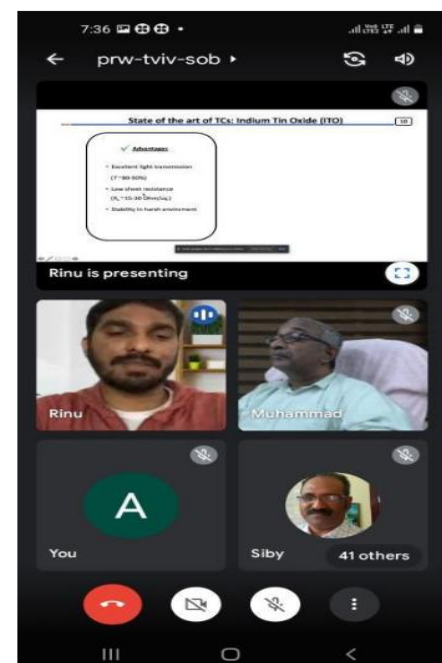 7:36
prw-tviv-sob
State of the art of TCs: Indium Tin Oxide (ITO)
10
✓ Advantages
• Excellent light transmission
(T~80-90%)
• Low sheet resistance
• Stability to harsh enviroment
Rinu is presenting
Rinu
Muhammad
A
You
Siby
41 others